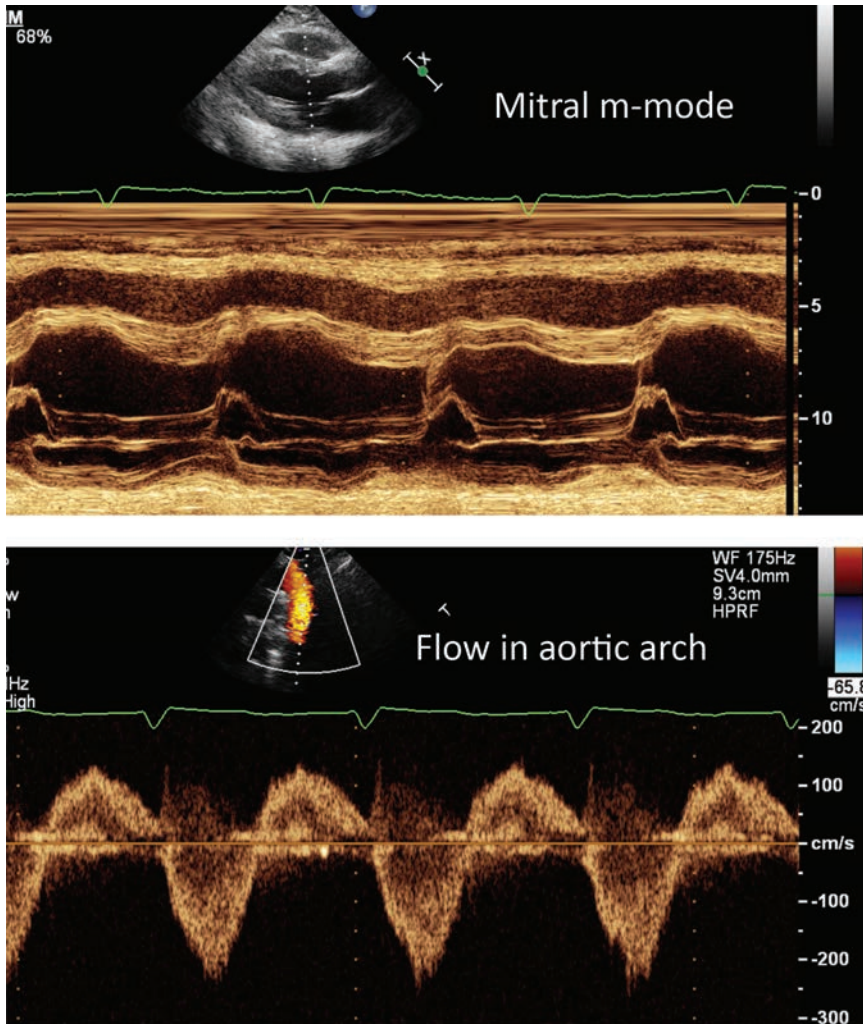 M
68%
Mitral m-mode
0
5
10
WF 175Hz
SV4.0mm
9.3cm
HPRF
Flow in aortic arch
High
-65.8
cm/s
200
100
cm/s
-100
-200
-300